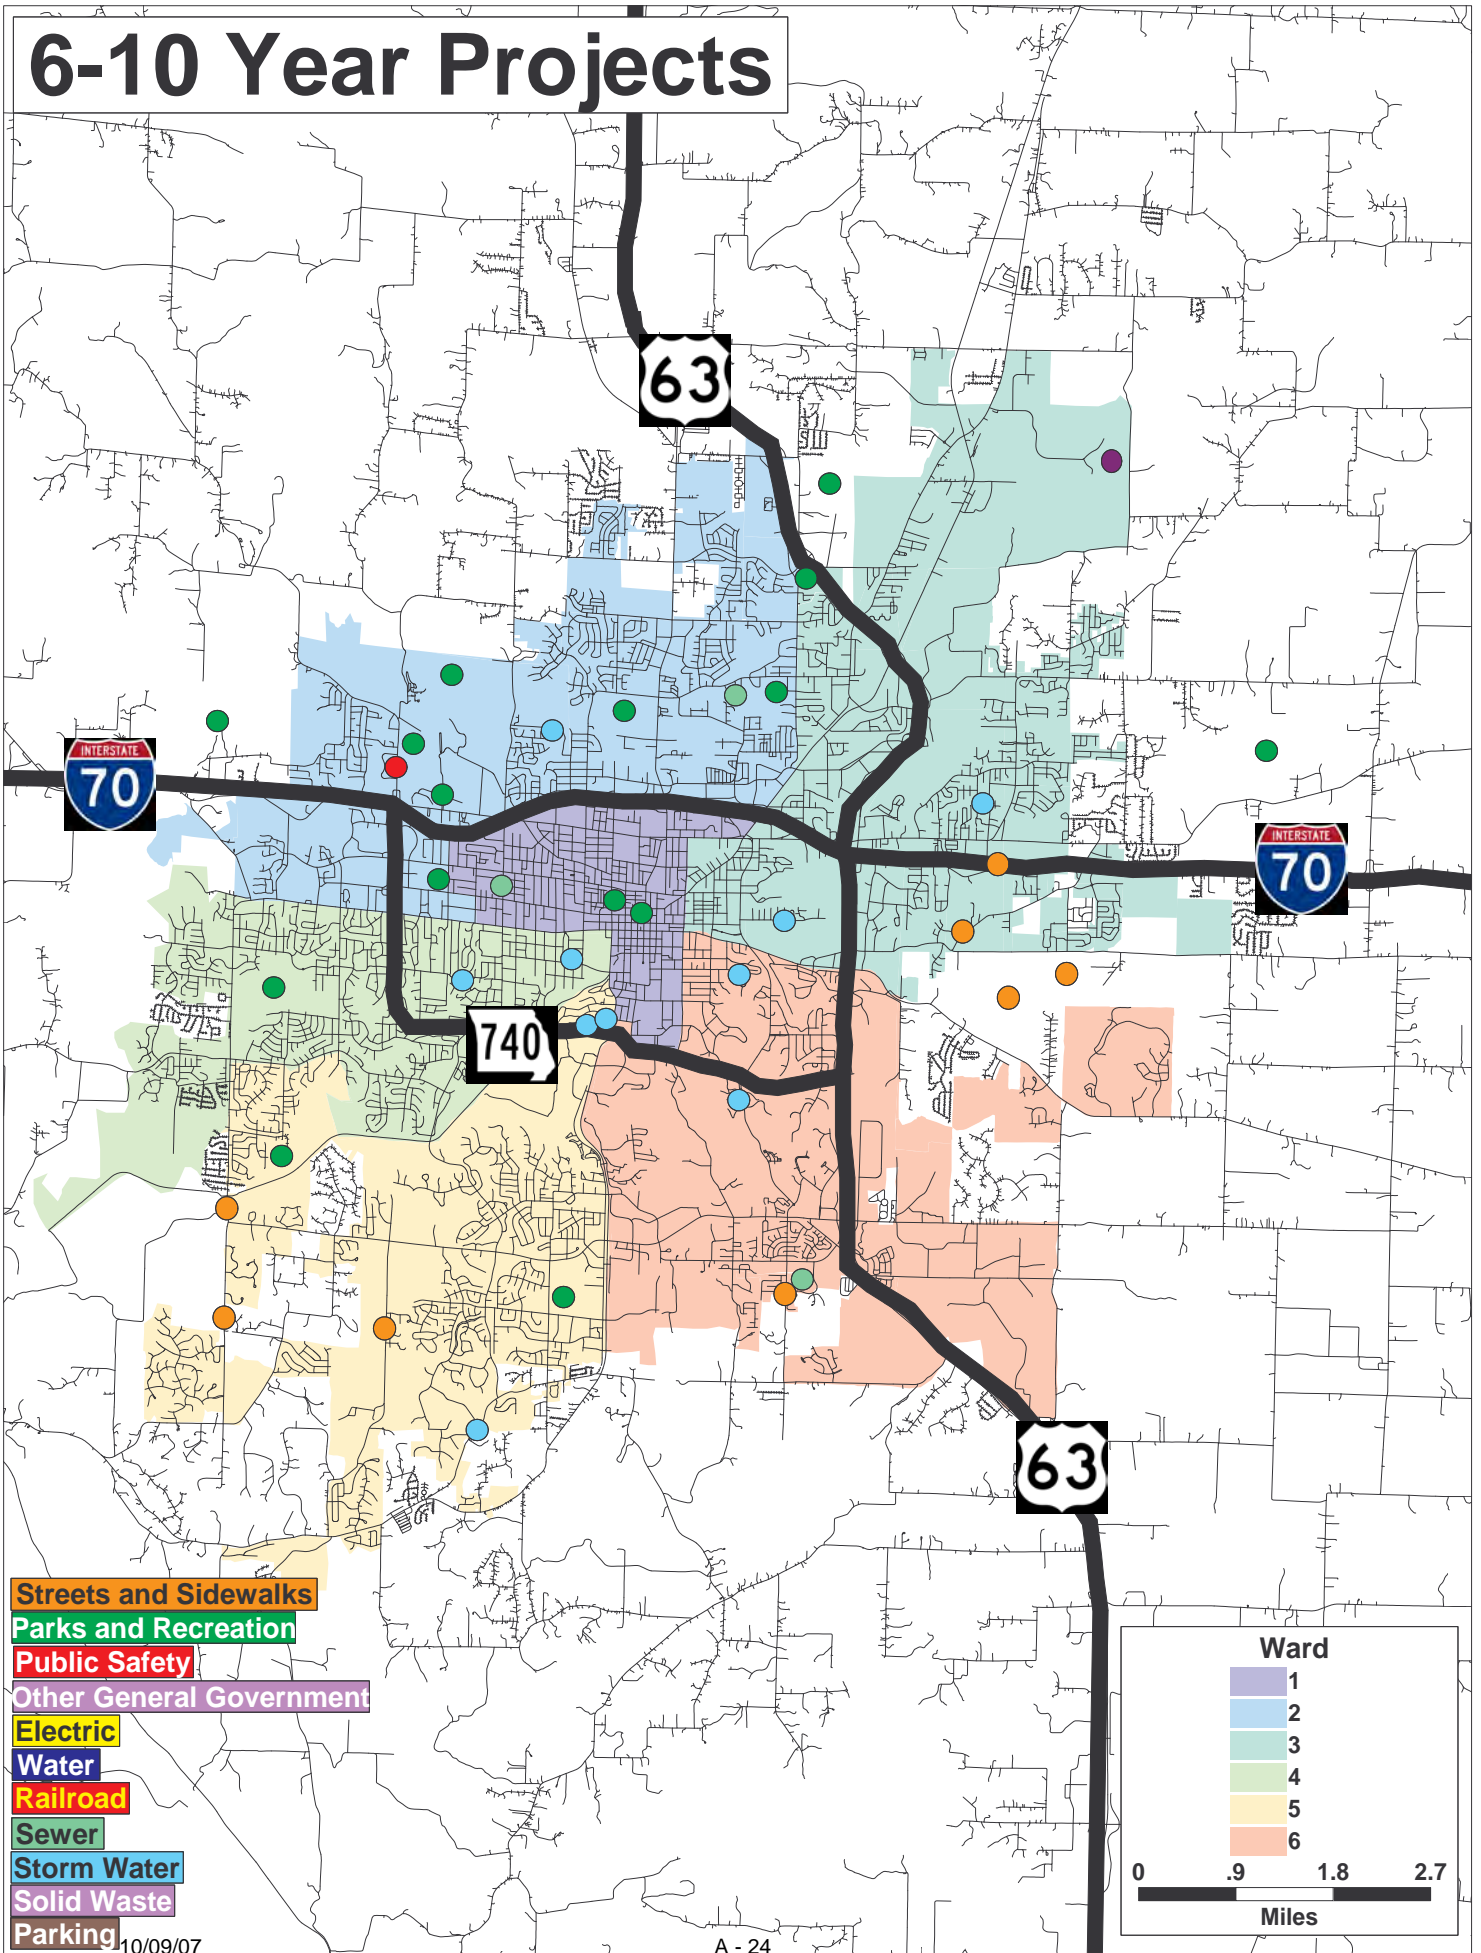 6-10 Year Projects
63
INTERSTATE
70
INTERSTATE
70
740
63
Streets and Sidewalks
Parks and Recreation
Public Safety
Other General Government
Electric
Water
Railroad
Sewer
Storm Water
Solid Waste
Parking
10/09/07
A - 24
Ward
1
2
3
4
5
6
0 .9 1.8 2.7
Miles